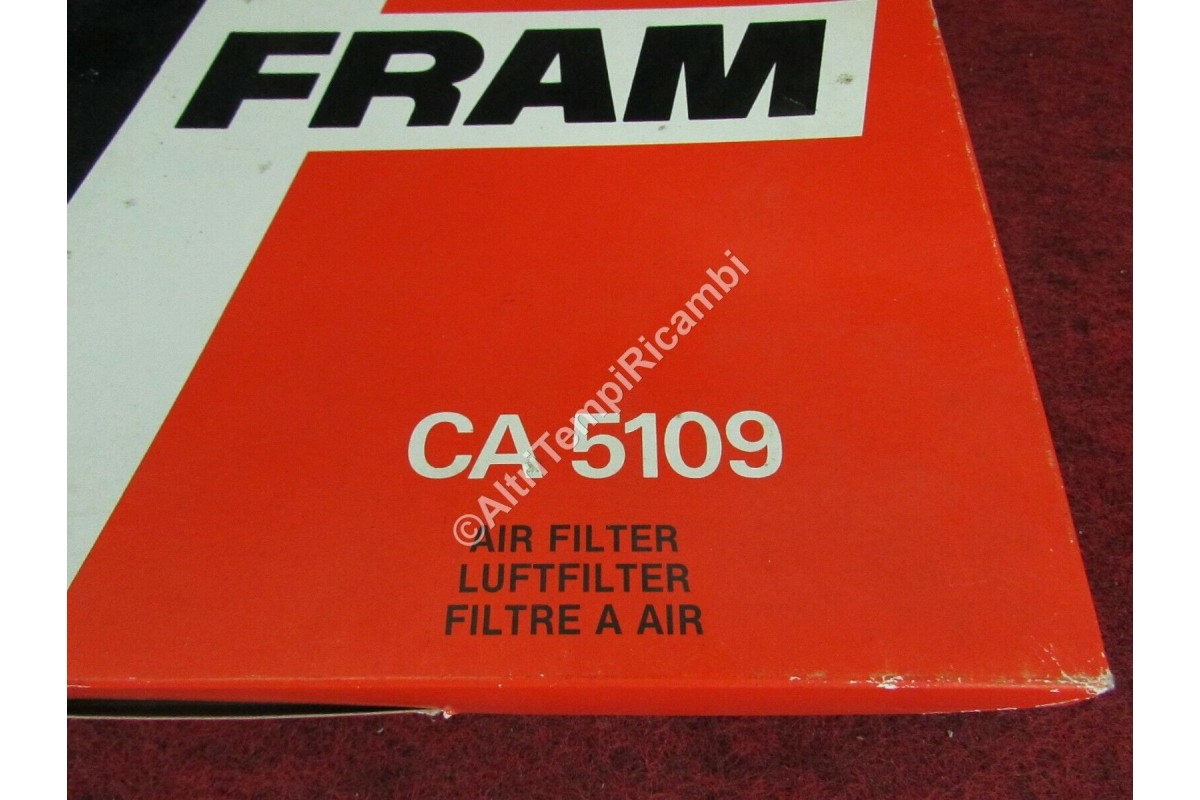 FRAM
©AltriTempiRicambi
CA 5109
AIR FILTER
LUFTFILTER
FILTRE A AIR